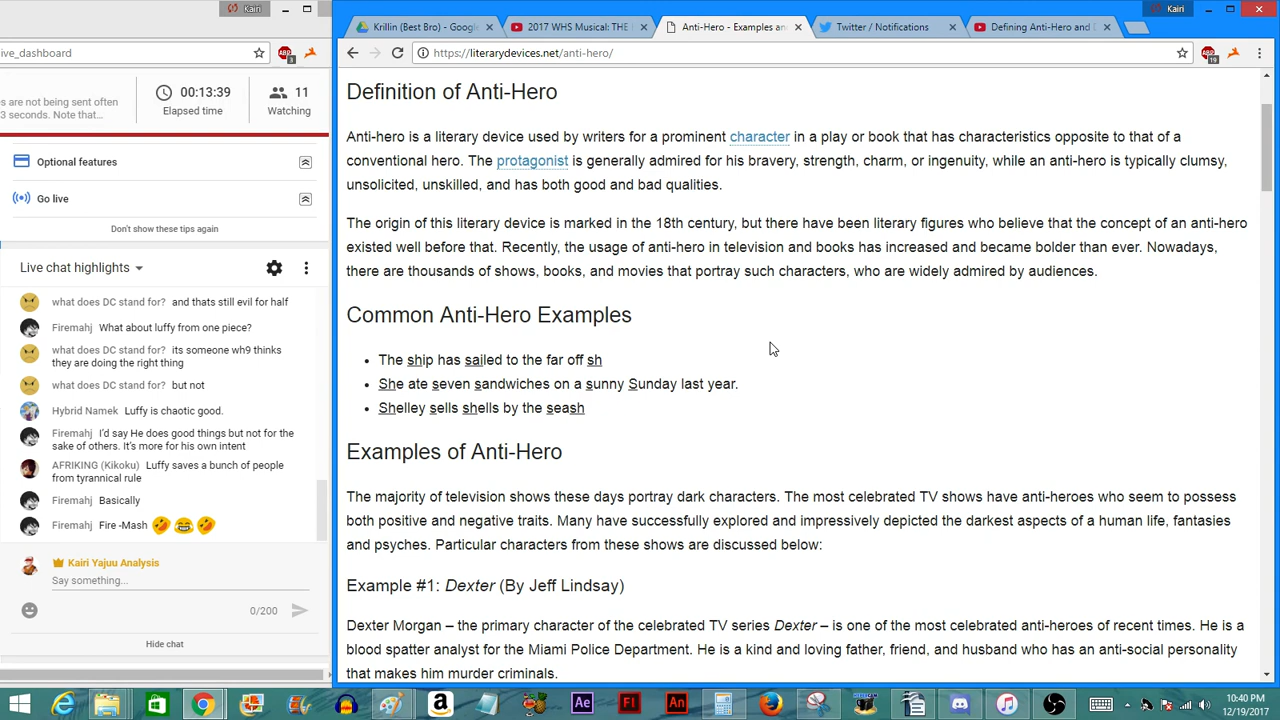 Kairi
Kairi
Krillin (Best Bro) - Google
2017 WHS Musical: THE
Anti-Hero - Examples an
Twitter / Notifications
Defining Anti-Hero and
ive_dashboard
https://literarydevices.net/anti-hero/
19
es are not being sent often
3 seconds. Note that…
00:13:39
Elapsed time
11
Watching
Optional features
Go live
Don't show these tips again
Live chat highlights
what does DC stand for? and thats still evil for half
Firemahj What about luffy from one piece?
what does DC stand for? its someone wh9 thinks
they are doing the right thing
what does DC stand for? but not
Hybrid Namek Luffy is chaotic good.
Firemahj I'd say He does good things but not for the
sake of others. It's more for his own intent
AFRIKING (Kikoku) Luffy saves a bunch of people
from tyrannical rule
Firemahj Basically
Firemahj Fire -Mash 🤣😂🤣
Kairi Yajuu Analysis
Say something...
0/200
Hide chat
Definition of Anti-Hero
Anti-hero is a literary device used by writers for a prominent character in a play or book that has characteristics opposite to that of a
conventional hero. The protagonist is generally admired for his bravery, strength, charm, or ingenuity, while an anti-hero is typically clumsy,
unsolicited, unskilled, and has both good and bad qualities.
The origin of this literary device is marked in the 18th century, but there have been literary figures who believe that the concept of an anti-hero
existed well before that. Recently, the usage of anti-hero in television and books has increased and became bolder than ever. Nowadays,
there are thousands of shows, books, and movies that portray such characters, who are widely admired by audiences.
Common Anti-Hero Examples
• The ship has sailed to the far off sh
• She ate seven sandwiches on a sunny Sunday last year.
• Shelley sells shells by the seash
Examples of Anti-Hero
The majority of television shows these days portray dark characters. The most celebrated TV shows have anti-heroes who seem to possess
both positive and negative traits. Many have successfully explored and impressively depicted the darkest aspects of a human life, fantasies
and psyches. Particular characters from these shows are discussed below:
Example #1: Dexter (By Jeff Lindsay)
Dexter Morgan – the primary character of the celebrated TV series Dexter – is one of the most celebrated anti-heroes of recent times. He is a
blood spatter analyst for the Miami Police Department. He is a kind and loving father, friend, and husband who has an anti-social personality
that makes him murder criminals.
a
Ae
Fl
An
10:40 PM
12/19/2017